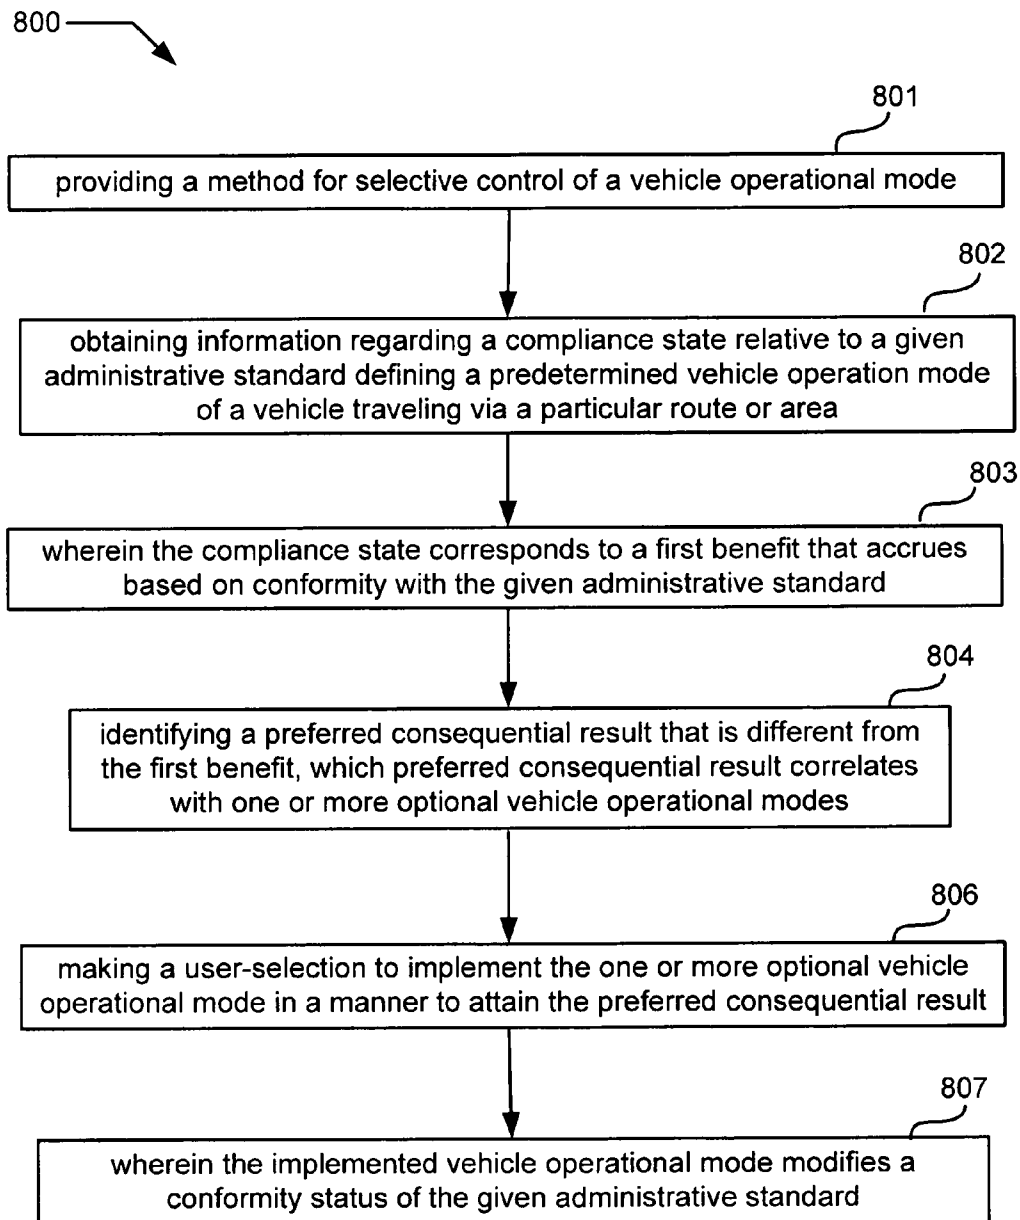 800
801
providing a method for selective control of a vehicle operational mode
802
obtaining information regarding a compliance state relative to a given
administrative standard defining a predetermined vehicle operation mode
of a vehicle traveling via a particular route or area
803
wherein the compliance state corresponds to a first benefit that accrues
based on conformity with the given administrative standard
804
identifying a preferred consequential result that is different from
the first benefit, which preferred consequential result correlates
with one or more optional vehicle operational modes
806
making a user-selection to implement the one or more optional vehicle
operational mode in a manner to attain the preferred consequential result
807
wherein the implemented vehicle operational mode modifies a
conformity status of the given administrative standard